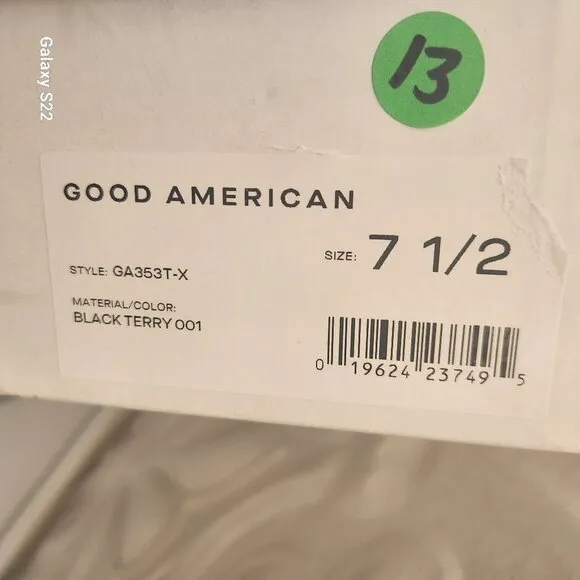 Galaxy S22
13
GOOD AMERICAN
SIZE: 7 1/2
STYLE: GA353T-X
MATERIAL/COLOR:
BLACK TERRY 001
0 19624 23749 5